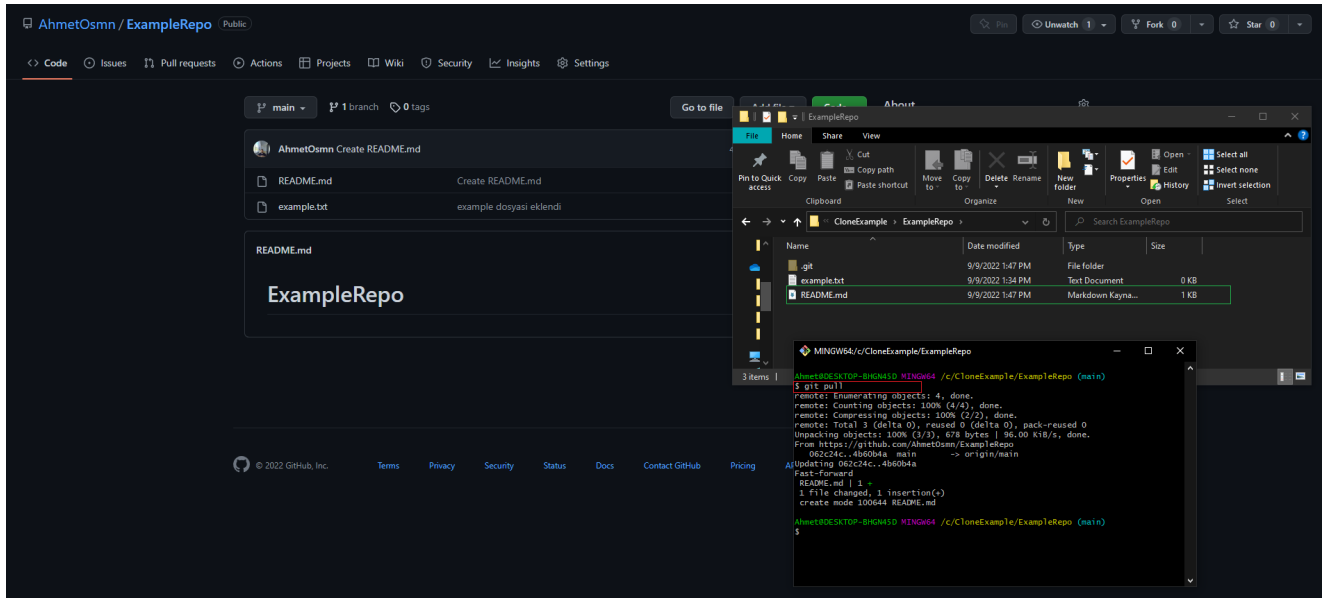 AhmetOsmn / ExampleRepo Public
Pin Unwatch 1 Fork 0 Star 0
Code Issues Pull requests Actions Projects Wiki Security Insights Settings
main 1 branch 0 tags Go to file
About
AhmetOsmn Create README.md
README.md Create README.md
example.txt example dosyasi eklendi
README.md
ExampleRepo
© 2022 GitHub, Inc. Terms Privacy Security Status Docs Contact GitHub Pricing
ExampleRepo
File Home Share View
Pin to Quick access
Copy
Paste
Cut
Copy path
Paste shortcut
Clipboard
Move to
Copy to
Delete
Rename
Organize
New folder
New
Properties
Open
Edit
History
Open
Select all
Select none
Invert selection
Select
CloneExample › ExampleRepo ›
Search ExampleRepo
Name Date modified Type Size
.git 9/9/2022 1:47 PM File folder
example.txt 9/9/2022 1:34 PM Text Document 0 KB
README.md 9/9/2022 1:47 PM Markdown Kayna... 1 KB
3 items
MINGW64:/c/CloneExample/ExampleRepo
Ahmet@DESKTOP-8HGN45D MINGW64 /c/CloneExample/ExampleRepo (main)
$ git pull
remote: Enumerating objects: 4, done.
remote: Counting objects: 100% (4/4), done.
remote: Compressing objects: 100% (2/2), done.
remote: Total 3 (delta 0), reused 0 (delta 0), pack-reused 0
Unpacking objects: 100% (3/3), 678 bytes | 96.00 KiB/s, done.
From https://github.com/AhmetOsmn/ExampleRepo
062c24c..4b60b4a main -> origin/main
Updating 062c24c..4b60b4a
Fast-forward
README.md | 1 +
1 file changed, 1 insertion(+)
create mode 100644 README.md
Ahmet@DESKTOP-8HGN45D MINGW64 /c/CloneExample/ExampleRepo (main)
$